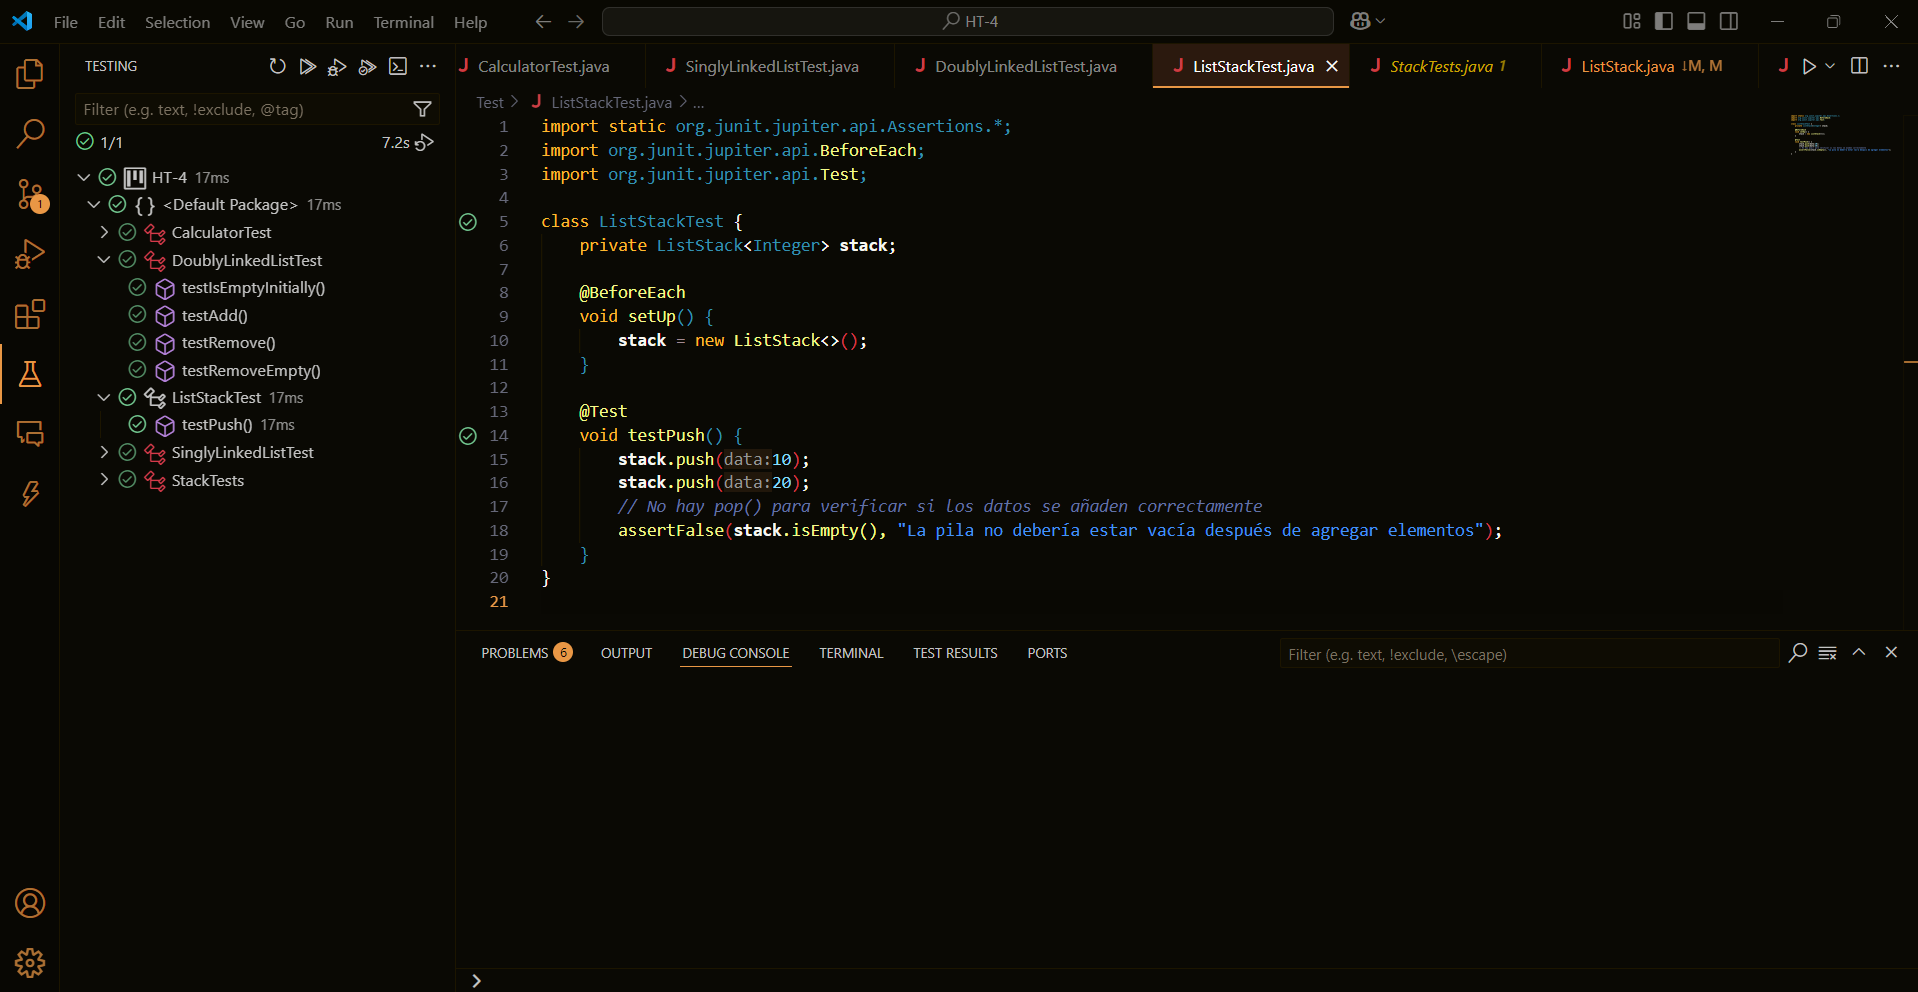 File Edit Selection View Go Run Terminal Help HT-4
TESTING
Filter (e.g. text, !exclude, @tag)
1/1 7.2s
HT-4 17ms
{ } <Default Package> 17ms
CalculatorTest
DoublyLinkedListTest
testIsEmptyInitially()
testAdd()
testRemove()
testRemoveEmpty()
ListStackTest 17ms
testPush() 17ms
SinglyLinkedListTest
StackTests
1
J CalculatorTest.java J SinglyLinkedListTest.java J DoublyLinkedListTest.java J ListStackTest.java J StackTests.java 1 J ListStack.java ↓M, M J
Test > J ListStackTest.java > ...
1 import static org.junit.jupiter.api.Assertions.*;
2 import org.junit.jupiter.api.BeforeEach;
3 import org.junit.jupiter.api.Test;
4
5 class ListStackTest {
6 private ListStack<Integer> stack;
7
8 @BeforeEach
9 void setUp() {
10 stack = new ListStack<>();
11 }
12
13 @Test
14 void testPush() {
15 stack.push(data:10);
16 stack.push(data:20);
17 // No hay pop() para verificar si los datos se añaden correctamente
18 assertFalse(stack.isEmpty(), "La pila no debería estar vacía después de agregar elementos");
19 }
20 }
21
PROBLEMS 6 OUTPUT DEBUG CONSOLE TERMINAL TEST RESULTS PORTS Filter (e.g. text, !exclude, \escape)